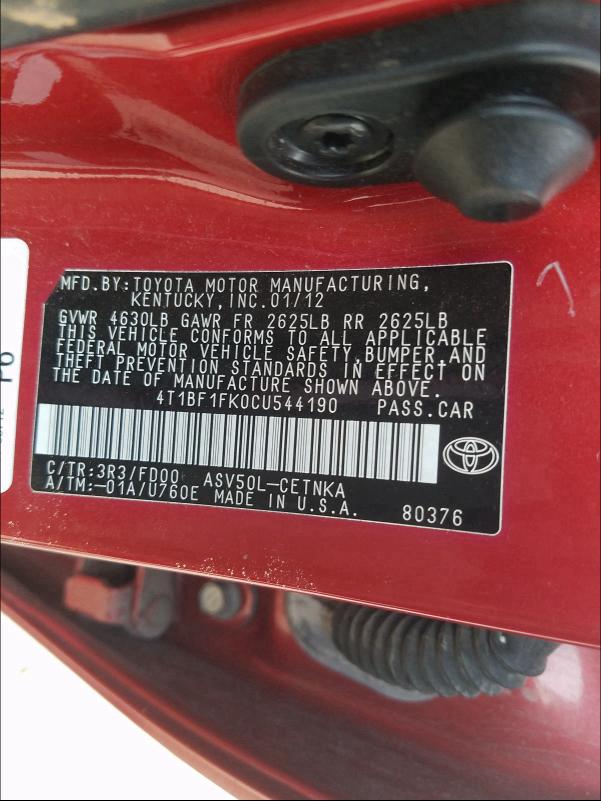 MFD.BY:TOYOTA MOTOR MANUFACTURING,
KENTUCKY, INC.01/12
GVWR 4630LB GAWR FR 2625LB RR 2625LB
THIS VEHICLE CONFORMS TO ALL APPLICABLE
FEDERAL MOTOR VEHICLE SAFETY, BUMPER, AND
THEFT PREVENTION STANDARDS IN EFFECT ON
THE DATE OF MANUFACTURE SHOWN ABOVE.
4T1BF1FK0CU544190 PASS.CAR
C/TR:3R3/FD00 ASV50L-CETNKA
A/TM:-01A/U760E MADE IN U.S.A.
80376